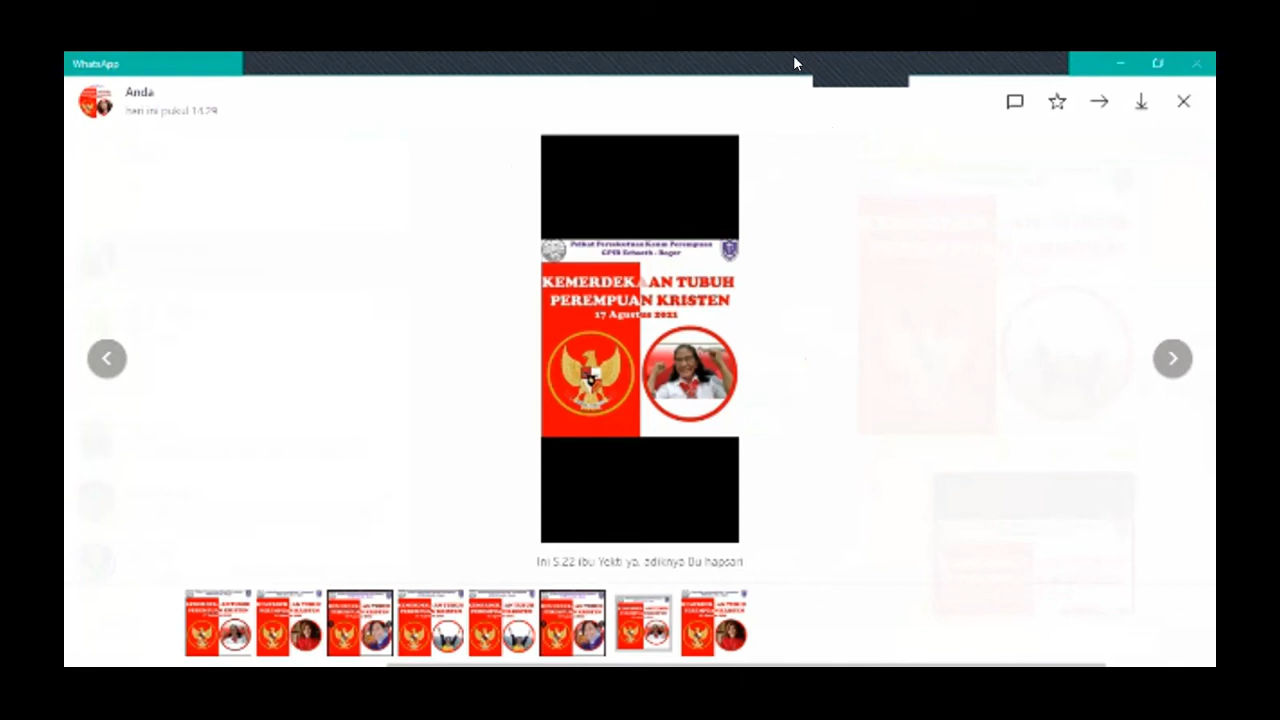 WhatsApp
Anda
hari ini pukul 14.29
Pelkat Persekutuan Kaum Perempuan
GPIB Zebaoth - Bogor
KEMERDEKAAN TUBUH
PEREMPUAN KRISTEN
17 Agustus 2021
Ini S.22 ibu Yekti ya. adiknya Bu hapsari